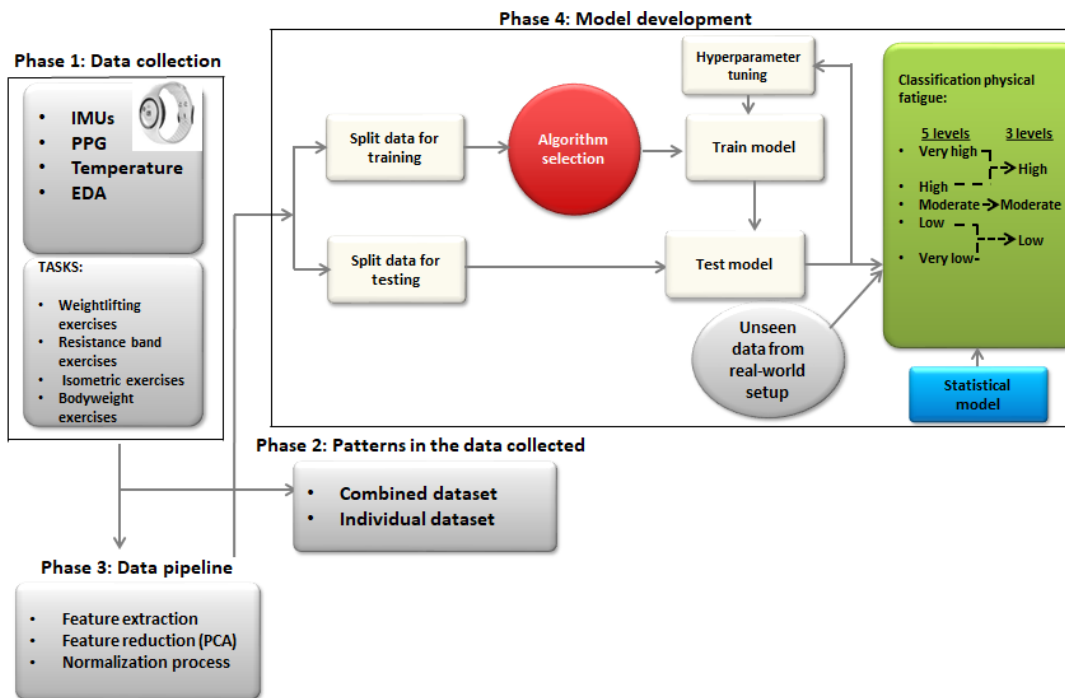 Phase 4: Model development
Phase 1: Data collection
• IMUs
• PPG
• Temperature
• EDA
TASKS:
• Weightlifting
exercises
• Resistance band
exercises
• Isometric exercises
• Bodyweight
exercises
Split data for
training
Algorithm
selection
Hyperparameter
tuning
Train model
Split data for
testing
Test model
Unseen
data from
real-world
setup
Classification physical
fatigue:
5 levels 3 levels
• Very high
High
• High
• Moderate Moderate
• Low
Low
• Very low
Statistical
model
Phase 2: Patterns in the data collected
• Combined dataset
• Individual dataset
Phase 3: Data pipeline
• Feature extraction
• Feature reduction (PCA)
• Normalization process